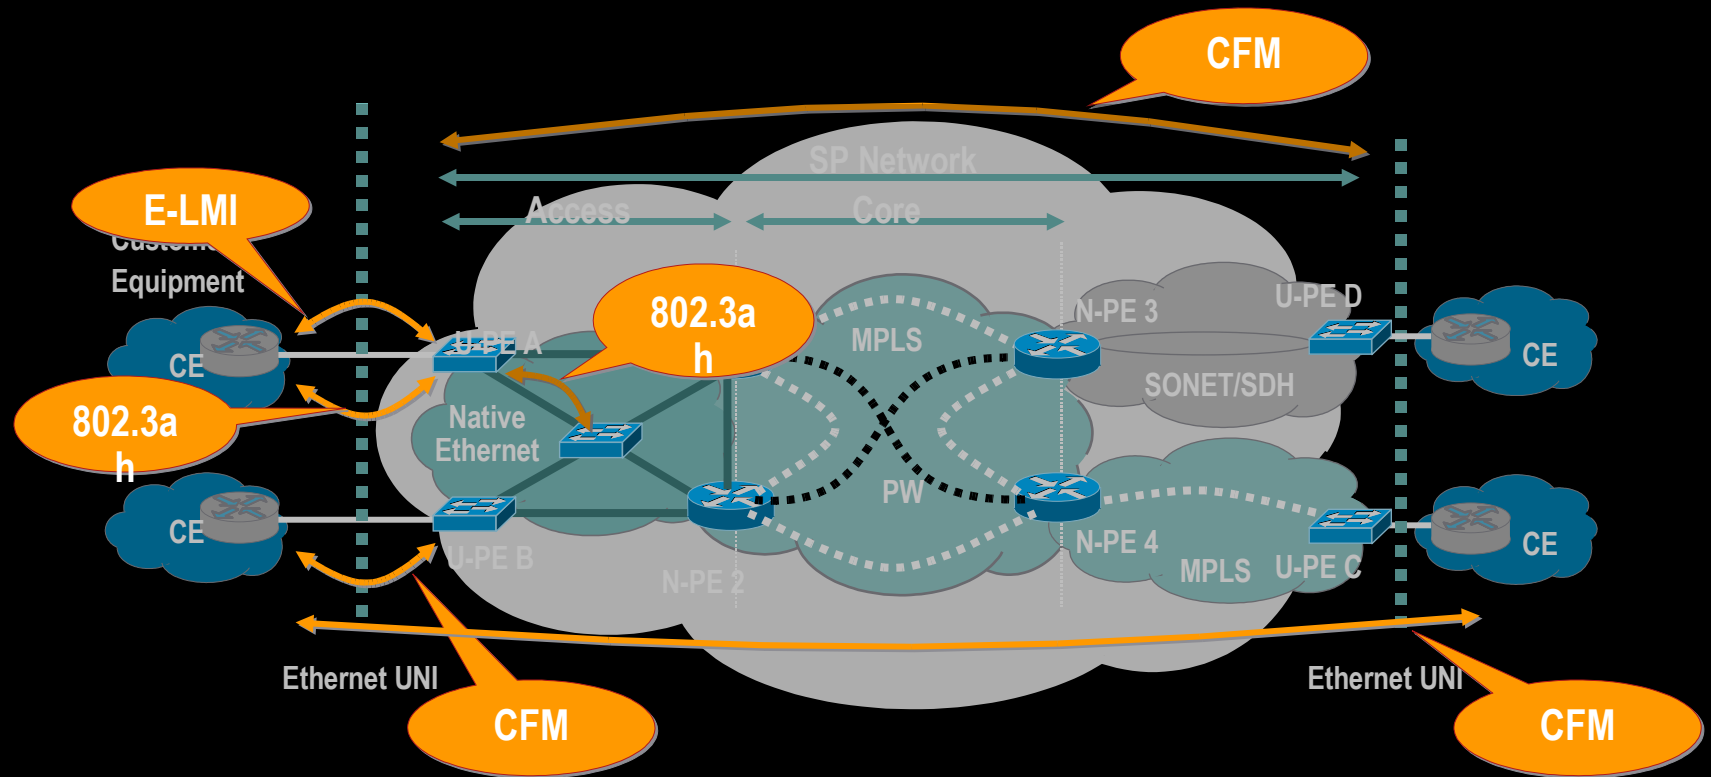 CFM
SP Network
E-LMI
Access
Core
Equipment
802.3a
h
U-PE D
N-PE 3
MPLS
U-PE A
CE
CE
SONET/SDH
802.3a
h
Native
Ethernet
PW
CE
U-PE B
N-PE 2
N-PE 4
MPLS
U-PE C
CE
Ethernet UNI
Ethernet UNI
CFM
CFM